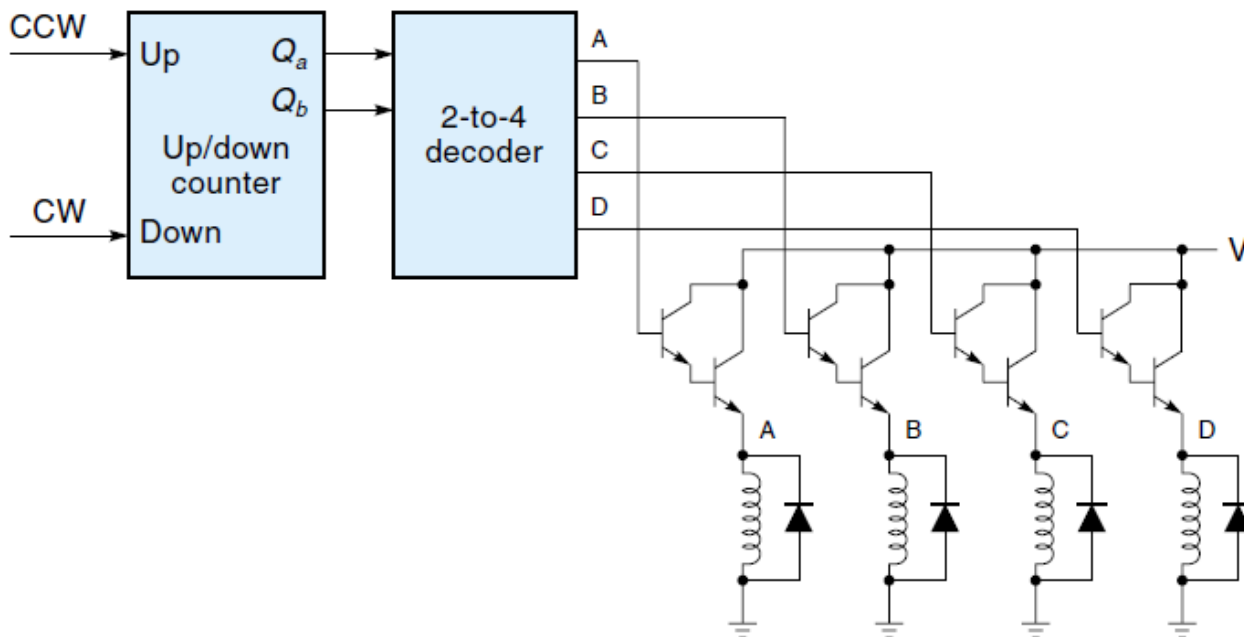 CCW
Up
Qa
Qb
Up/down
counter
CW
Down
2-to-4
decoder
A
B
C
D
V
A
B
C
D